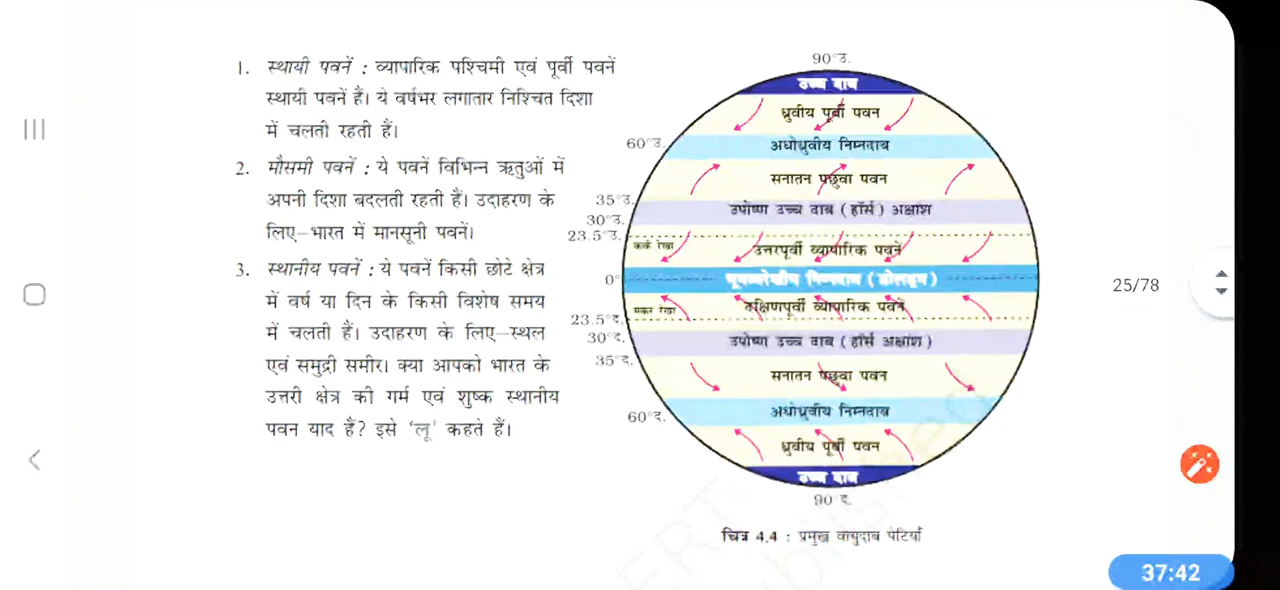 1. स्थायी पवनें : व्यापारिक पश्चिमी एवं पूर्वी पवनें
स्थायी पवनें हैं। ये वर्षभर लगातार निश्चित दिशा
में चलती रहती हैं।
2. मौसमी पवनें : ये पवनें विभिन्न ऋतुओं में
अपनी दिशा बदलती रहती हैं। उदाहरण के
लिए–भारत में मानसूनी पवनें।
3. स्थानीय पवनें : ये पवनें किसी छोटे क्षेत्र
में वर्ष या दिन के किसी विशेष समय
में चलती हैं। उदाहरण के लिए–स्थल
एवं समुद्री समीर। क्या आपको भारत के
उत्तरी क्षेत्र की गर्म एवं शुष्क स्थानीय
पवन याद हैं? इसे ‘लू’ कहते हैं।
90°उ.
उच्च दाब
ध्रुवीय पूर्वी पवन
60°उ.
अधोध्रुवीय निम्नदाब
सनातन पछुवा पवन
35°उ.
उपोष्ण उच्च दाब (हॉर्स) अक्षांश
30°उ.
23.5°उ.
कर्क रेखा
उत्तरपूर्वी व्यापारिक पवनें
0°
भूमध्यरेखीय निम्नदाब (डोलड्रम)
मकर रेखा
दक्षिणपूर्वी व्यापारिक पवनें
23.5°द.
30°द.
उपोष्ण उच्च दाब (हॉर्स अक्षांश)
35°द.
सनातन पछुवा पवन
60°द.
अधोध्रुवीय निम्नदाब
ध्रुवीय पूर्वी पवन
उच्च दाब
90°द.
चित्र 4.4 : प्रमुख वायुदाब पेटियाँ
25/78
37:42